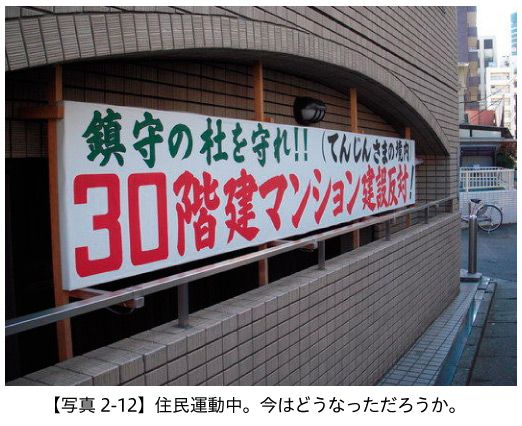 鎮守の杜を守れ!!(てんじんさまの境内
30階建マンション建設反対!
【写真 2-12】住民運動中。今はどうなっただろうか。